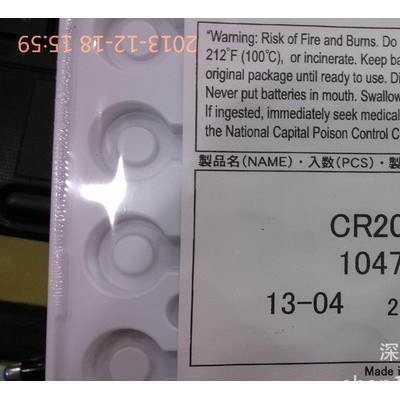 2013-12-18 15:59
"Warning: Risk of Fire and Burns. Do
212°F (100°C), or incinerate. Keep ba
original package until ready to use. Di
Never put batteries in mouth. Swallow
If ingested, immediately seek medical
the National Capital Poison Control C
製品名(NAME)・入数(PCS)・製
CR20
1047
13-04 2
深
Made in